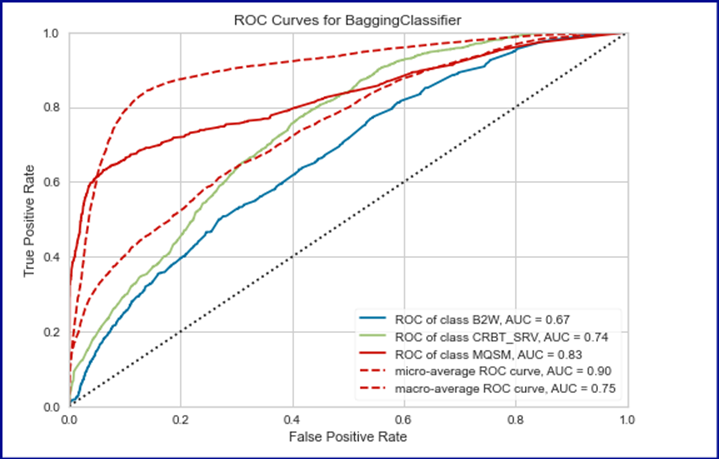 ROC Curves for BaggingClassifier
1.0
0.8
0.6
0.4
0.2
0.0
True Positive Rate
ROC of class B2W, AUC = 0.67
ROC of class CRBT_SRV, AUC = 0.74
ROC of class MQSM, AUC = 0.83
micro-average ROC curve, AUC = 0.90
macro-average ROC curve, AUC = 0.75
0.0 0.2 0.4 0.6 0.8 1.0
False Positive Rate